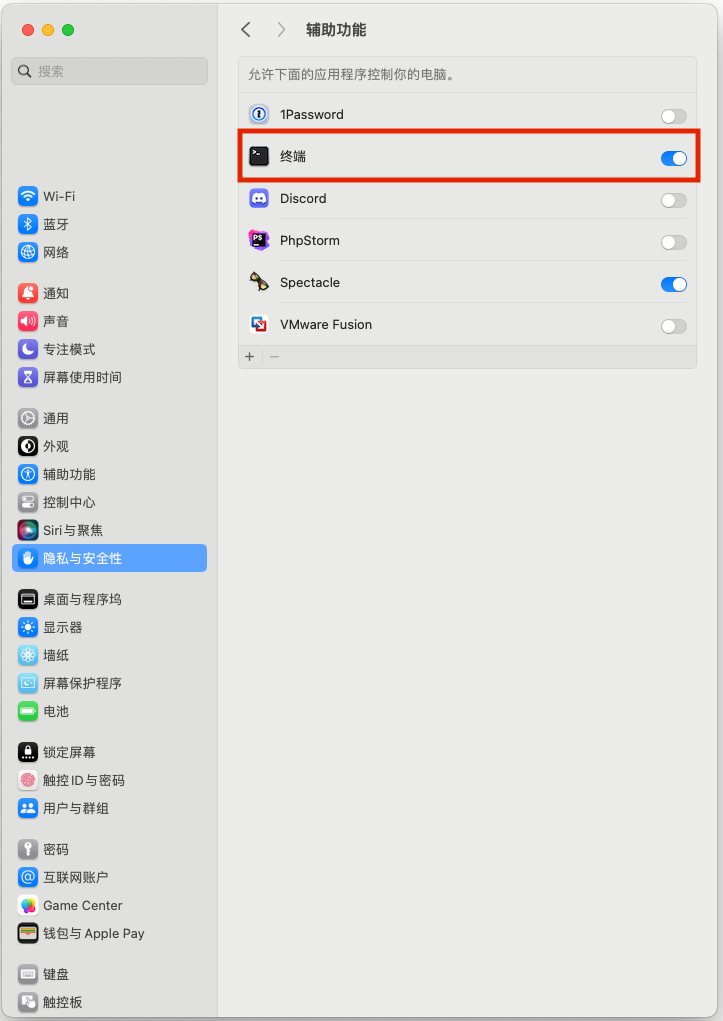 辅助功能
搜索
允许下面的应用程序控制你的电脑。
1Password
终端
Discord
PhpStorm
Spectacle
VMware Fusion
Wi-Fi
蓝牙
网络
通知
声音
专注模式
屏幕使用时间
通用
外观
辅助功能
控制中心
Siri与聚焦
隐私与安全性
桌面与程序坞
显示器
墙纸
屏幕保护程序
电池
锁定屏幕
触控 ID 与密码
用户与群组
密码
互联网账户
Game Center
钱包与 Apple Pay
键盘
触控板